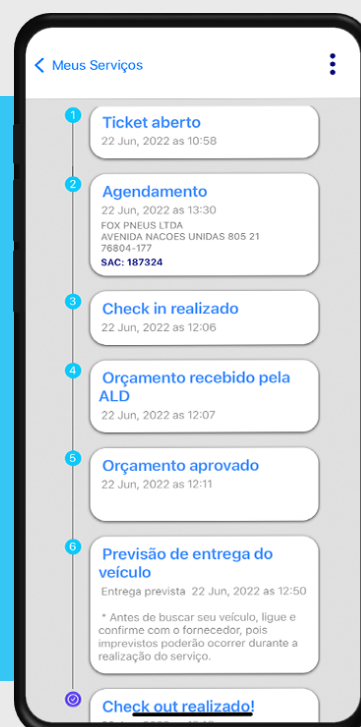 Meus Serviços
1
Ticket aberto
22 Jun, 2022 as 10:58
2
Agendamento
22 Jun, 2022 as 13:30
FOX PNEUS LTDA
AVENIDA NACOES UNIDAS 805 21
76804-177
SAC: 187324
3
Check in realizado
22 Jun, 2022 as 12:06
4
Orçamento recebido pela
ALD
22 Jun, 2022 as 12:07
5
Orçamento aprovado
22 Jun, 2022 as 12:11
6
Previsão de entrega do
veículo
Entrega prevista 22 Jun, 2022 as 12:50
* Antes de buscar seu veículo, ligue e
confirme com o fornecedor, pois
imprevistos poderão ocorrer durante a
realização do serviço.
Check out realizado!